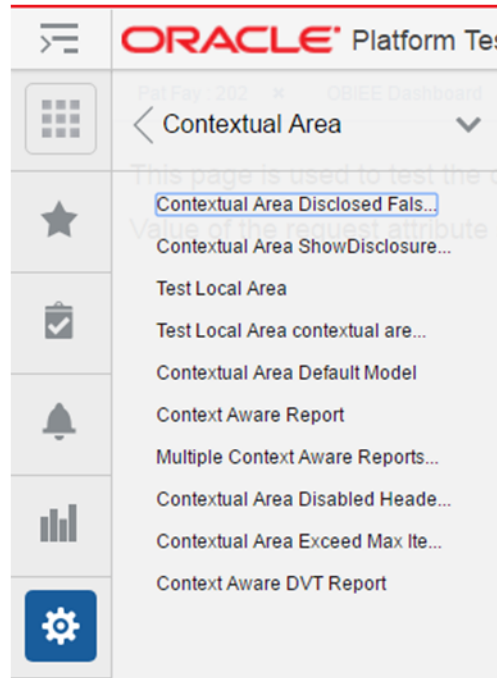 ORACLE Platform Tes
Pat Fay : 202 × OBIEE Dashboard
Contextual Area
This page is used to test the c
Contextual Area Disclosed Fals...
Value of the request attribute
Contextual Area ShowDisclosure...
Test Local Area
Test Local Area contextual are...
Contextual Area Default Model
Context Aware Report
Multiple Context Aware Reports...
Contextual Area Disabled Heade...
Contextual Area Exceed Max Ite...
Context Aware DVT Report